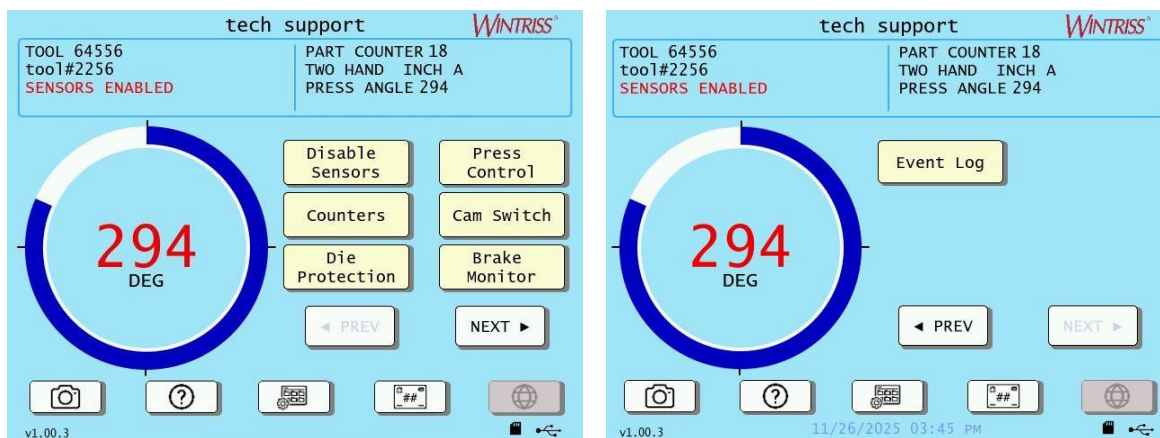 tech support
WINTRISS®
TOOL 64556
tool#2256
SENSORS ENABLED
PART COUNTER 18
TWO HAND INCH A
PRESS ANGLE 294
294
DEG
Disable
Sensors
Press
Control
Counters
Cam Switch
Die
Protection
Brake
Monitor
◄ PREV
NEXT ►
?
##
v1.00.3
tech support
WINTRISS®
TOOL 64556
tool#2256
SENSORS ENABLED
PART COUNTER 18
TWO HAND INCH A
PRESS ANGLE 294
294
DEG
Event Log
◄ PREV
NEXT ►
?
##
v1.00.3
11/26/2025 03:45 PM